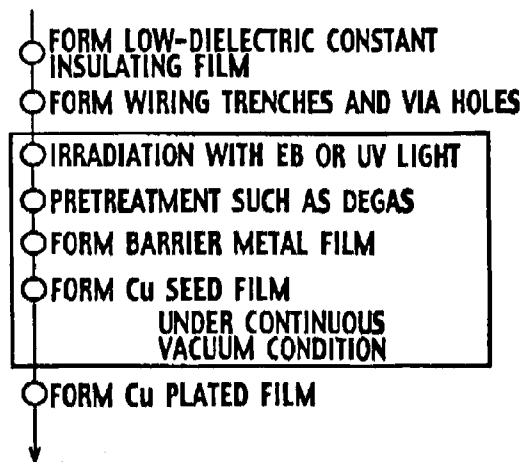 FORM LOW-DIELECTRIC CONSTANT
INSULATING FILM
FORM WIRING TRENCHES AND VIA HOLES
IRRADIATION WITH EB OR UV LIGHT
PRETREATMENT SUCH AS DEGAS
FORM BARRIER METAL FILM
FORM Cu SEED FILM
UNDER CONTINUOUS
VACUUM CONDITION
FORM Cu PLATED FILM